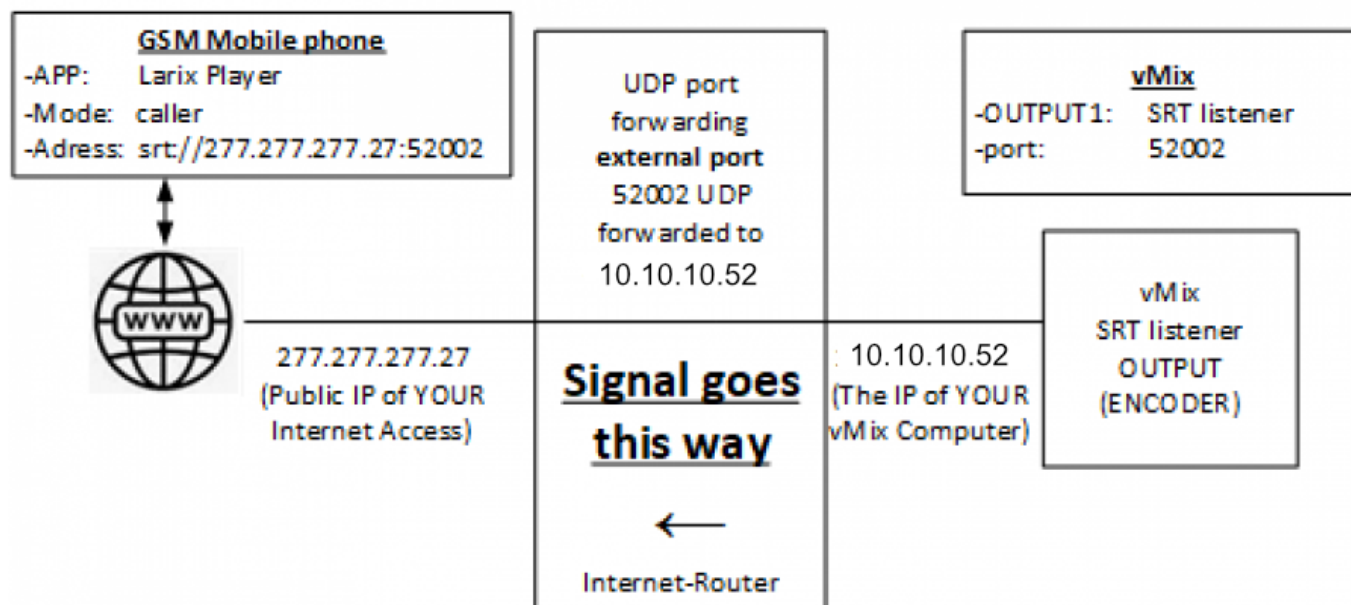 GSM Mobile phone
-APP: Larix Player
-Mode: caller
-Adress: srt://277.277.277.27:52002
WWW
277.277.277.27
(Public IP of YOUR
Internet Access)
UDP port
forwarding
external port
52002 UDP
forwarded to
10.10.10.52
Signal goes
this way
←
Internet-Router
vMix
-OUTPUT1: SRT listener
-port: 52002
: 10.10.10.52
(The IP of YOUR
vMix Computer)
vMix
SRT listener
OUTPUT
(ENCODER)